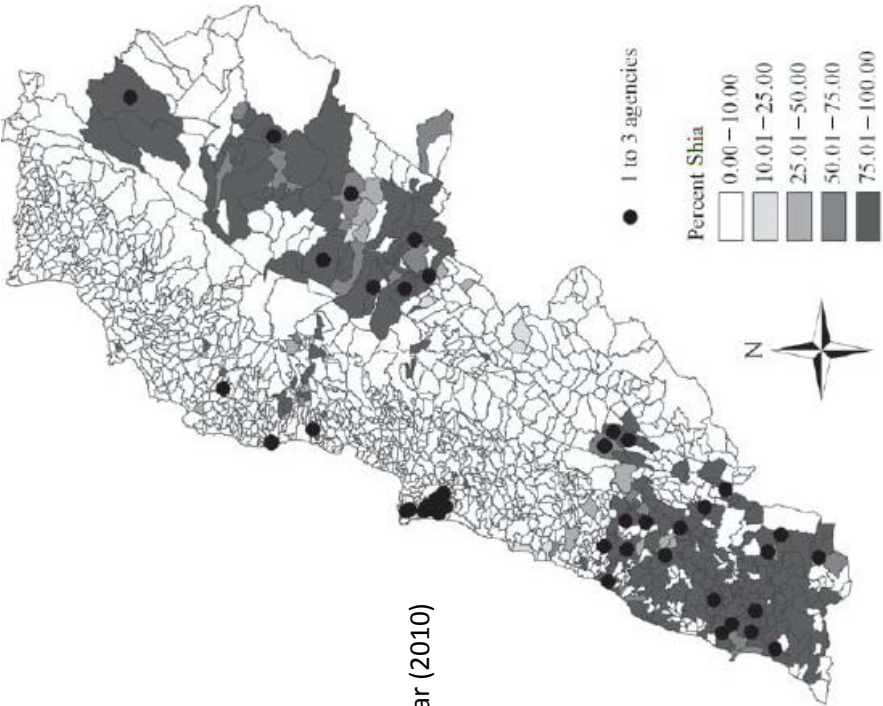 ar (2010)
1 to 3 agencies
Percent Shia
0.00–10.00
10.01–25.00
25.01–50.00
50.01–75.00
75.01–100.00
N